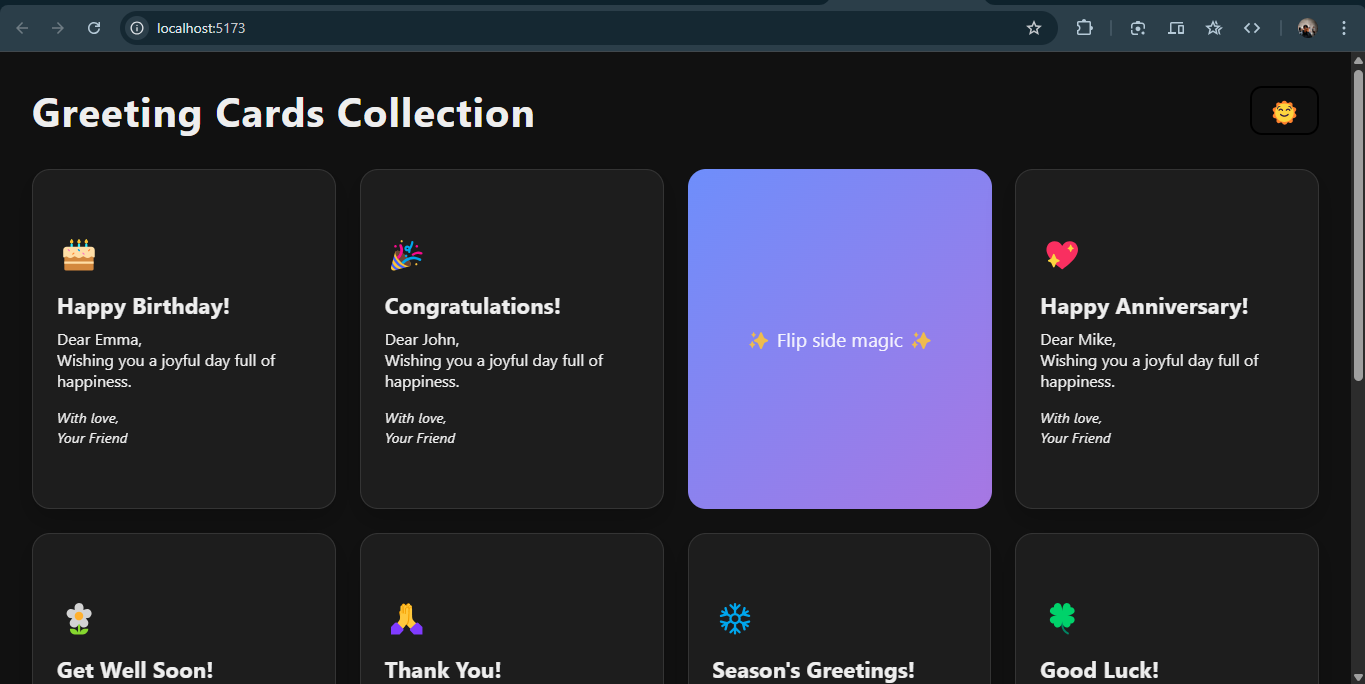 localhost:5173
Greeting Cards Collection
Happy Birthday!
Dear Emma,
Wishing you a joyful day full of
happiness.
With love,
Your Friend
Congratulations!
Dear John,
Wishing you a joyful day full of
happiness.
With love,
Your Friend
✨ Flip side magic ✨
Happy Anniversary!
Dear Mike,
Wishing you a joyful day full of
happiness.
With love,
Your Friend
Get Well Soon!
Thank You!
Season's Greetings!
Good Luck!